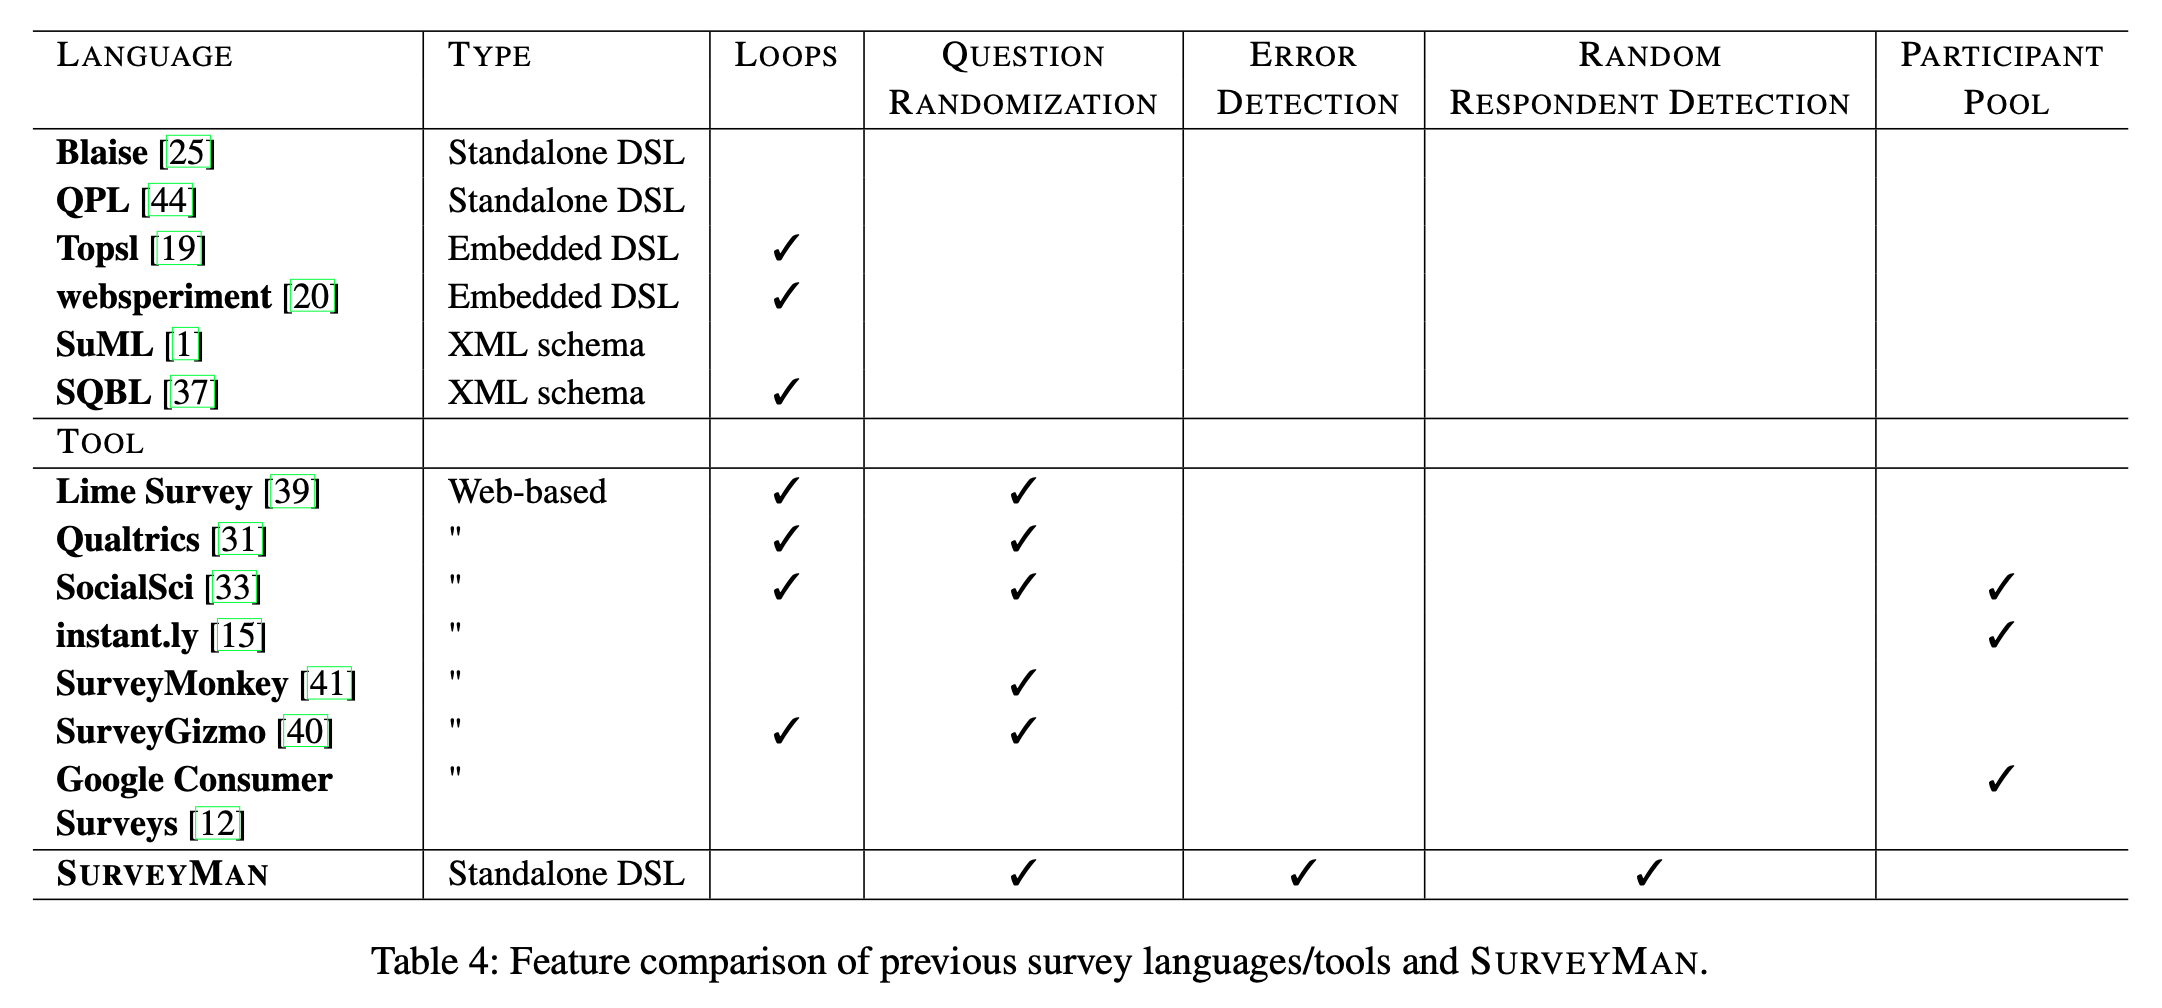 LANGUAGE TYPE LOOPS QUESTION RANDOMIZATION ERROR DETECTION RANDOM RESPONDENT DETECTION PARTICIPANT POOL
Blaise [25] Standalone DSL
QPL [44] Standalone DSL
Topsl [19] Embedded DSL ✓
websperiment [20] Embedded DSL ✓
SuML [1] XML schema
SQBL [37] XML schema ✓
TOOL
Lime Survey [39] Web-based ✓ ✓
Qualtrics [31] " ✓ ✓
SocialSci [33] " ✓ ✓ ✓
instant.ly [15] " ✓
SurveyMonkey [41] " ✓
SurveyGizmo [40] " ✓ ✓
Google Consumer " ✓
Surveys [12]
SURVEYMAN Standalone DSL ✓ ✓ ✓
Table 4: Feature comparison of previous survey languages/tools and SURVEYMAN.